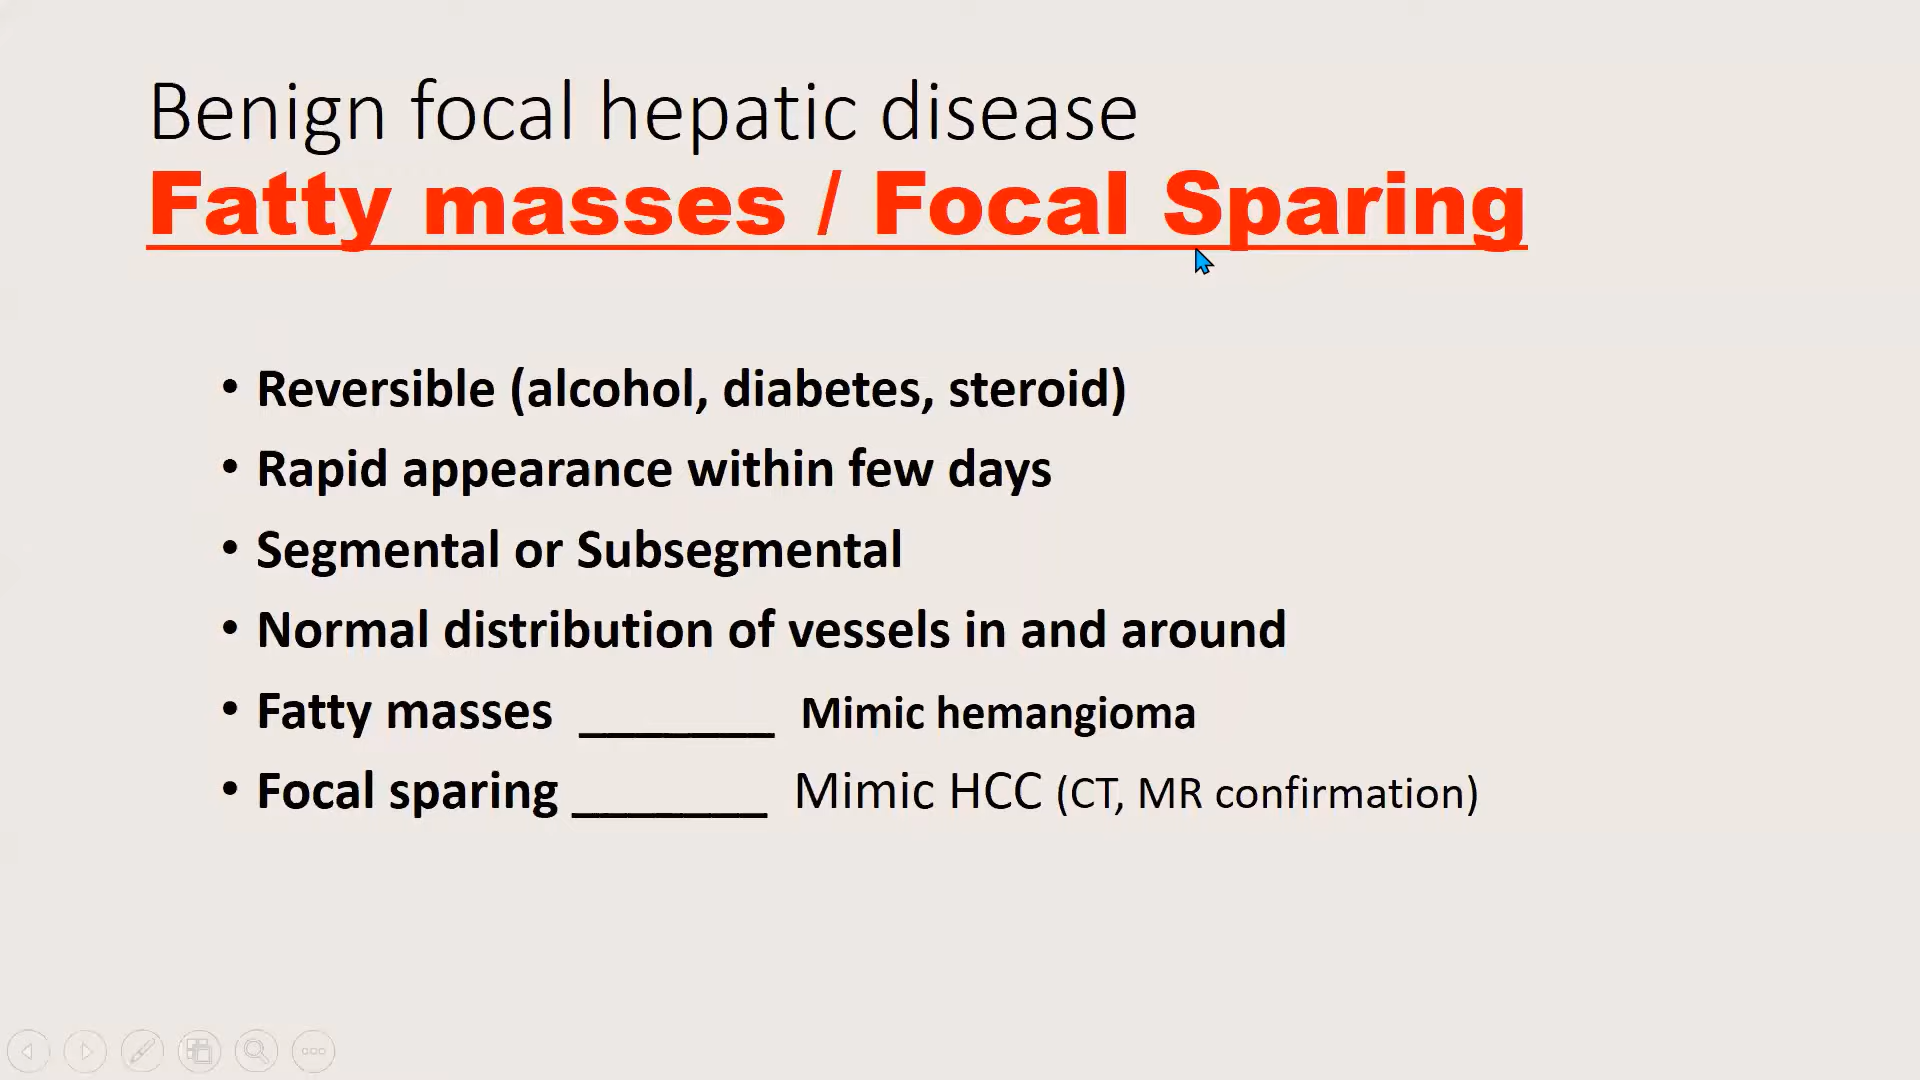 Benign focal hepatic disease
Fatty masses / Focal Sparing
• Reversible (alcohol, diabetes, steroid)
• Rapid appearance within few days
• Segmental or Subsegmental
• Normal distribution of vessels in and around
• Fatty masses _______ Mimic hemangioma
• Focal sparing _______ Mimic HCC (CT, MR confirmation)